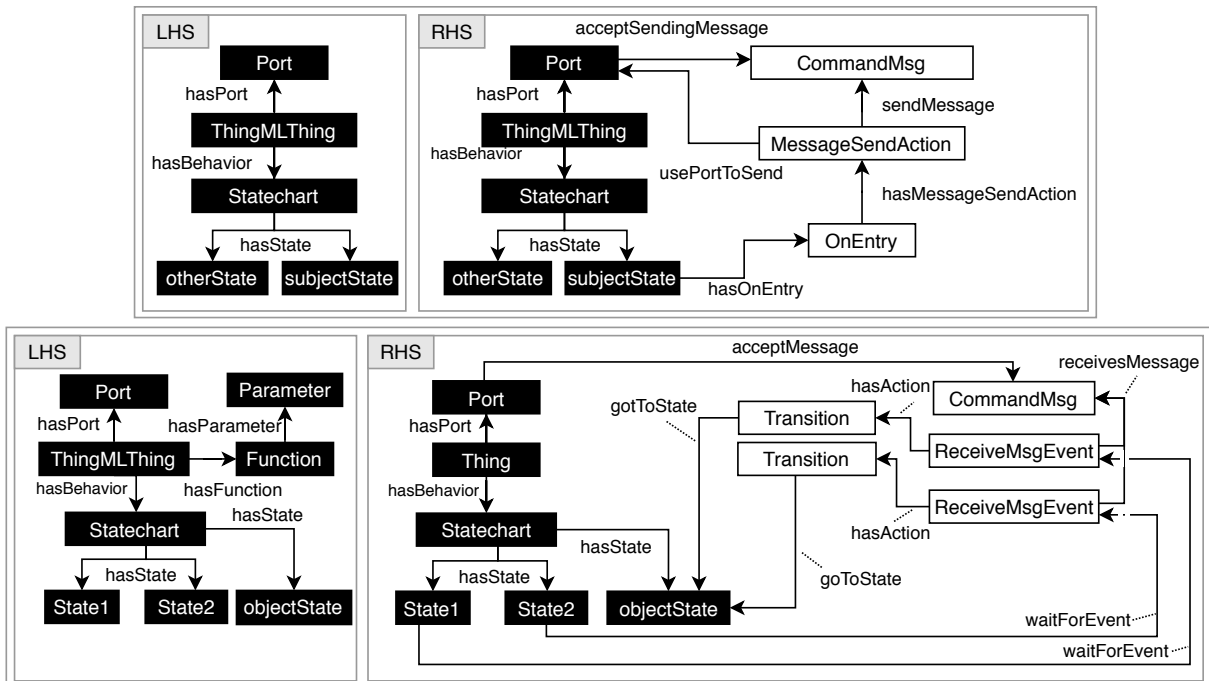 LHS
Port
hasPort
ThingMLThing
hasBehavior
Statechart
hasState
otherState
subjectState
RHS
acceptSendingMessage
Port
CommandMsg
hasPort
sendMessage
ThingMLThing
MessageSendAction
hasBehavior
usePortToSend
Statechart
hasMessageSendAction
hasState
OnEntry
otherState
subjectState
hasOnEntry
LHS
Port
Parameter
hasPort
hasParameter
ThingMLThing
Function
hasBehavior
hasFunction
Statechart
hasState
hasState
State1
State2
objectState
RHS
acceptMessage
receivesMessage
Port
hasAction
CommandMsg
gotToState
Transition
hasPort
Thing
Transition
ReceiveMsgEvent
hasBehavior
ReceiveMsgEvent
Statechart
hasAction
hasState
hasState
goToState
State1
State2
objectState
waitForEvent
waitForEvent